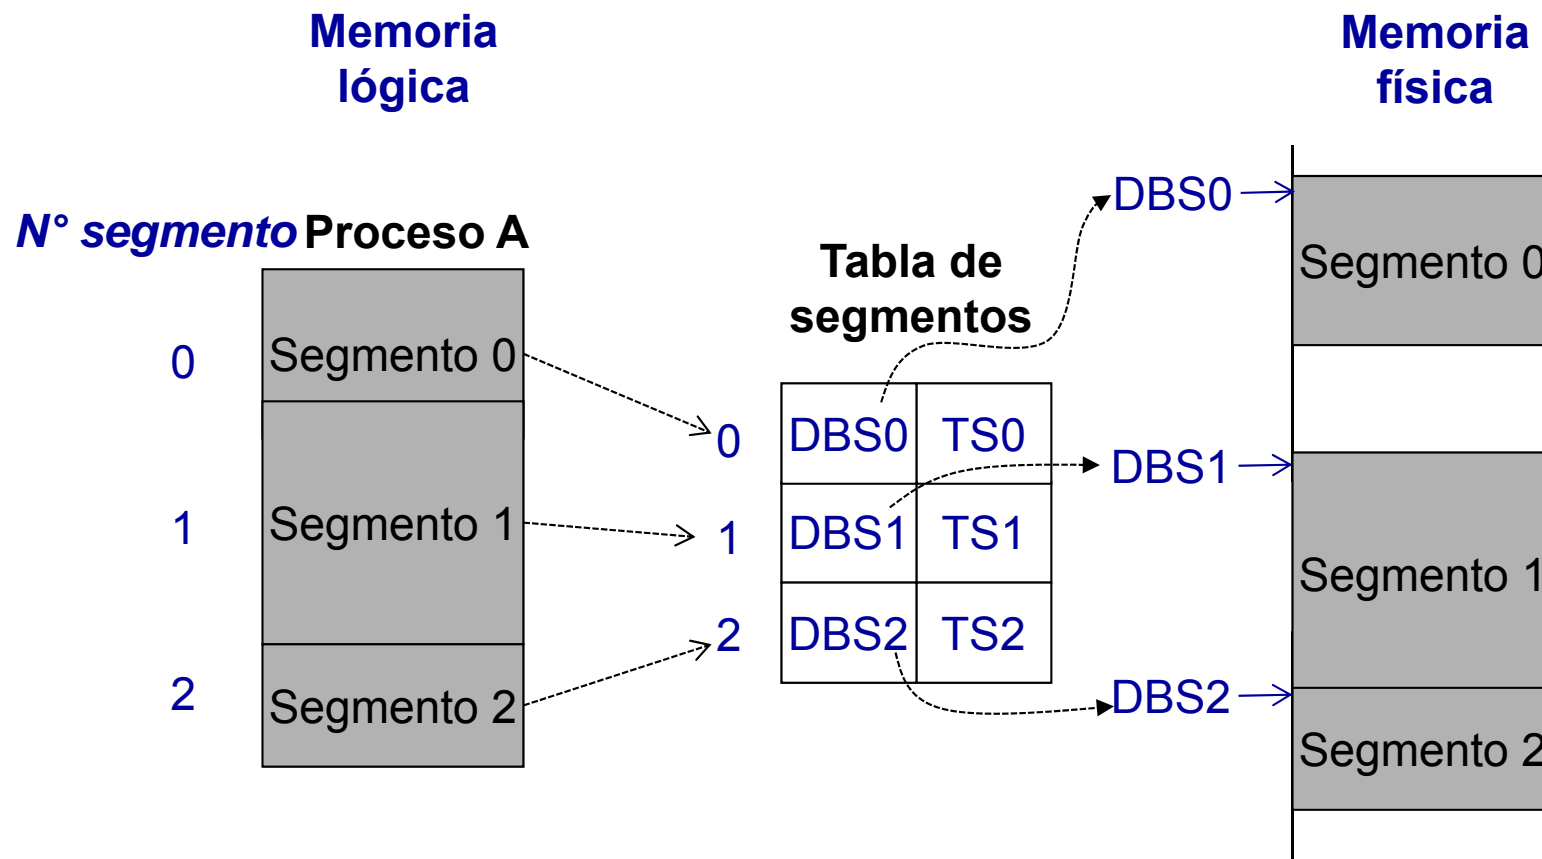 Memoria
lógica
Memoria
física
N° segmento Proceso A
0
Segmento 0
1
Segmento 1
2
Segmento 2
Tabla de
segmentos
0 DBS0 TS0
1 DBS1 TS1
2 DBS2 TS2
DBS0
Segmento 0
DBS1
Segmento 1
DBS2
Segmento 2